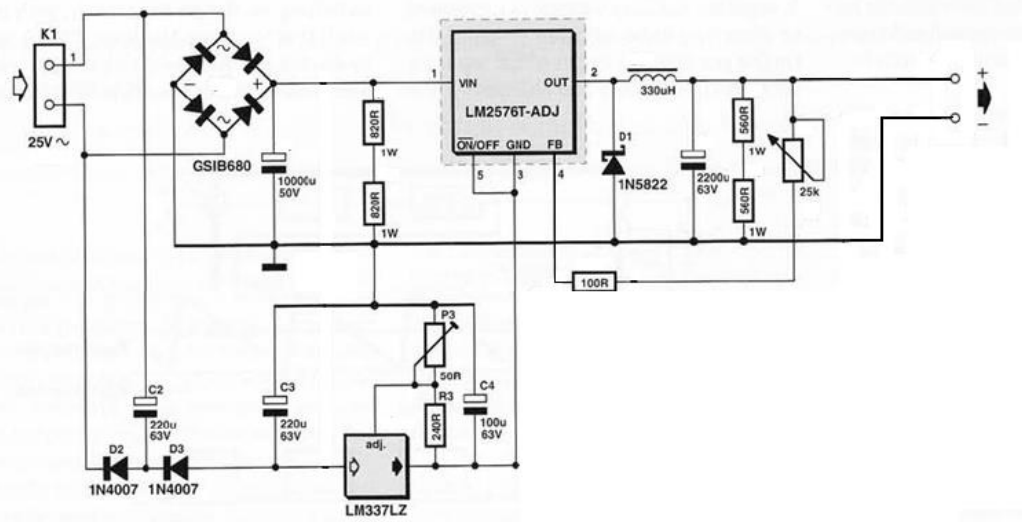 K1
1
25V ~
~
~
−
+
GSIB680
10000u
50V
820R
1W
820R
1W
1
VIN
OUT
2
LM2576T-ADJ
ON/OFF GND FB
5
3
4
330uH
D1
1N5822
2200u
63V
560R
1W
560R
1W
25k
+
−
100R
P3
50R
R3
240R
C2
220u
63V
C3
220u
63V
C4
100u
63V
D2
1N4007
D3
1N4007
adj.
LM337LZ